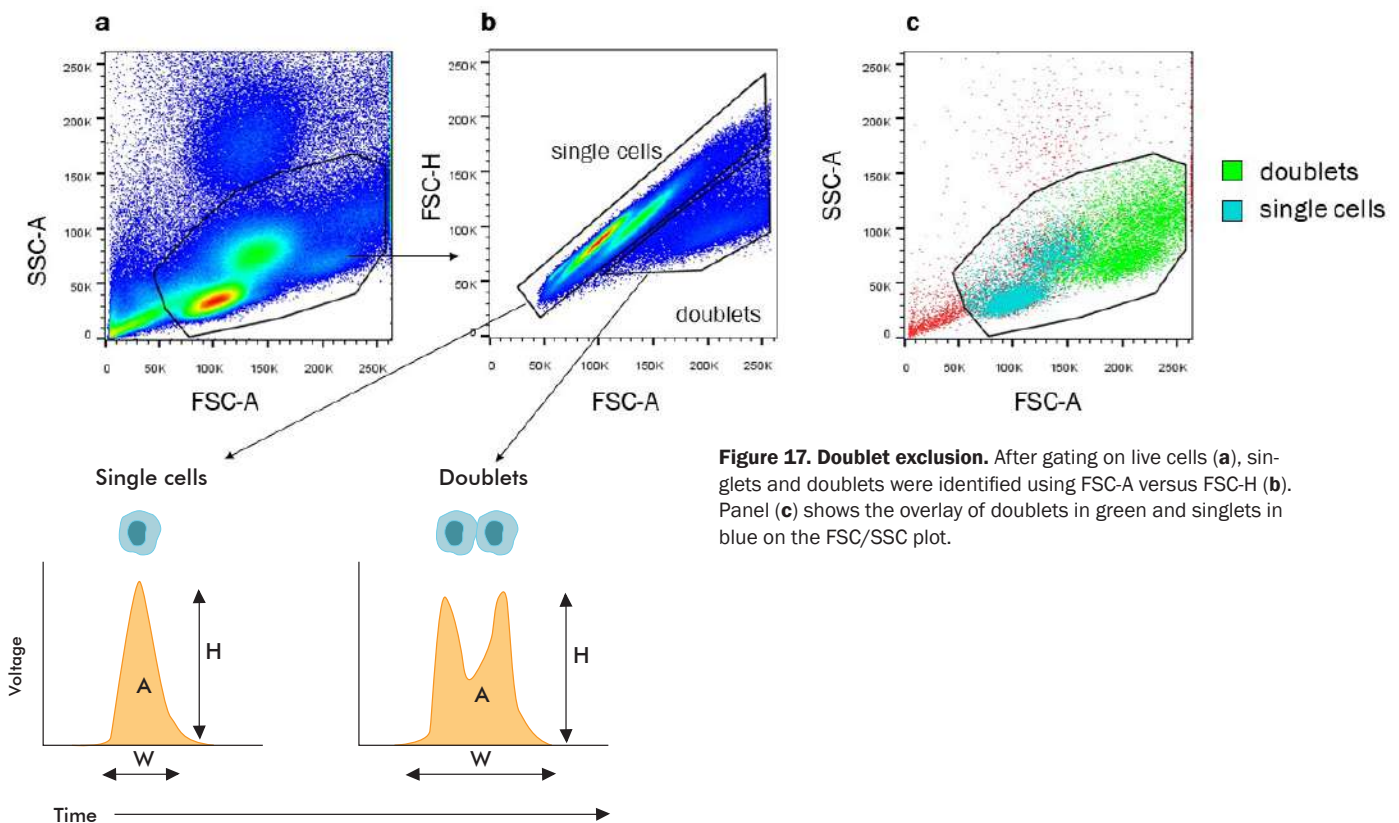 a
SSC-A
250K
200K
150K
100K
50K
0
0 50K 100K 150K 200K 250K
FSC-A
b
FSC-H
250K
200K
150K
100K
50K
0
single cells
doublets
0 50K 100K 150K 200K 250K
FSC-A
c
SSC-A
250K
200K
150K
100K
50K
0
0 50K 100K 150K 200K 250K
FSC-A
doublets
single cells
Single cells
Voltage
A
H
W
Doublets
A
H
W
Time
Figure 17. Doublet exclusion. After gating on live cells (a), sin-
glets and doublets were identified using FSC-A versus FSC-H (b).
Panel (c) shows the overlay of doublets in green and singlets in
blue on the FSC/SSC plot.